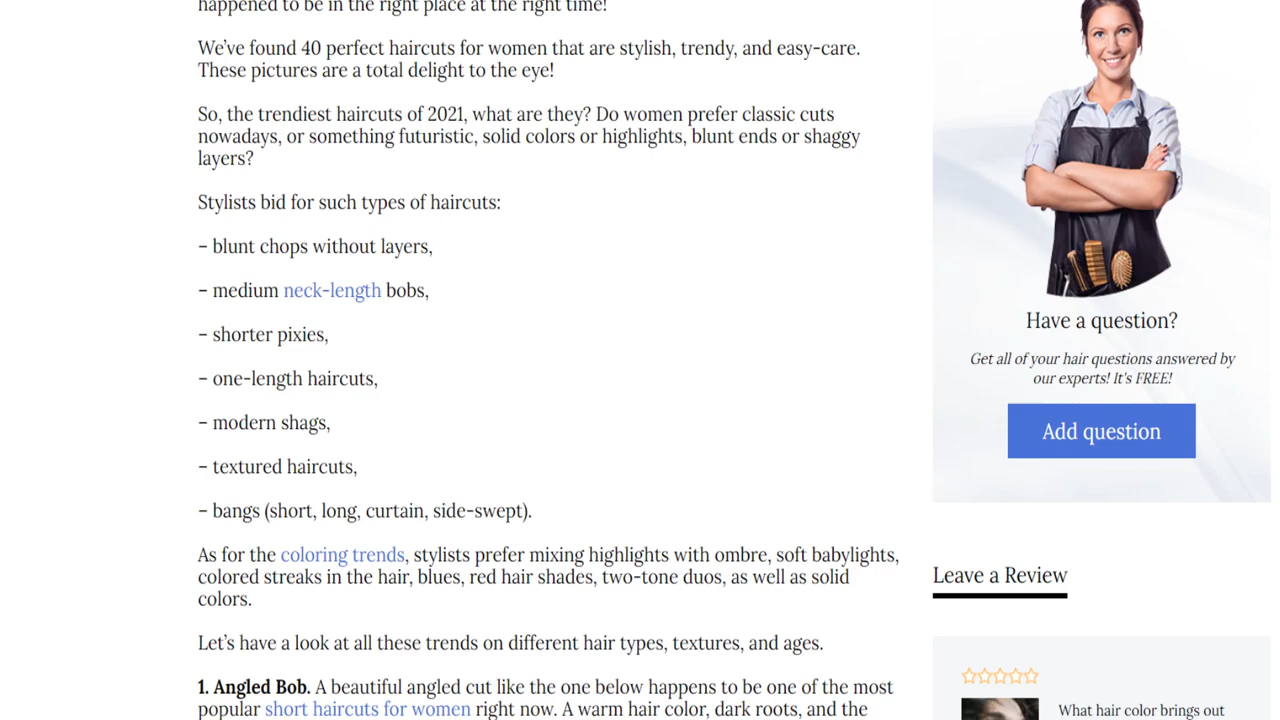 happened to be in the right place at the right time!
We’ve found 40 perfect haircuts for women that are stylish, trendy, and easy-care.
These pictures are a total delight to the eye!
So, the trendiest haircuts of 2021, what are they? Do women prefer classic cuts
nowadays, or something futuristic, solid colors or highlights, blunt ends or shaggy
layers?
Stylists bid for such types of haircuts:
– blunt chops without layers,
– medium neck-length bobs,
– shorter pixies,
– one-length haircuts,
– modern shags,
– textured haircuts,
– bangs (short, long, curtain, side-swept).
As for the coloring trends, stylists prefer mixing highlights with ombre, soft babylights,
colored streaks in the hair, blues, red hair shades, two-tone duos, as well as solid
colors.
Let’s have a look at all these trends on different hair types, textures, and ages.
1. Angled Bob. A beautiful angled cut like the one below happens to be one of the most
popular short haircuts for women right now. A warm hair color, dark roots, and the
Have a question?
Get all of your hair questions answered by
our experts! It's FREE!
Add question
Leave a Review
What hair color brings out